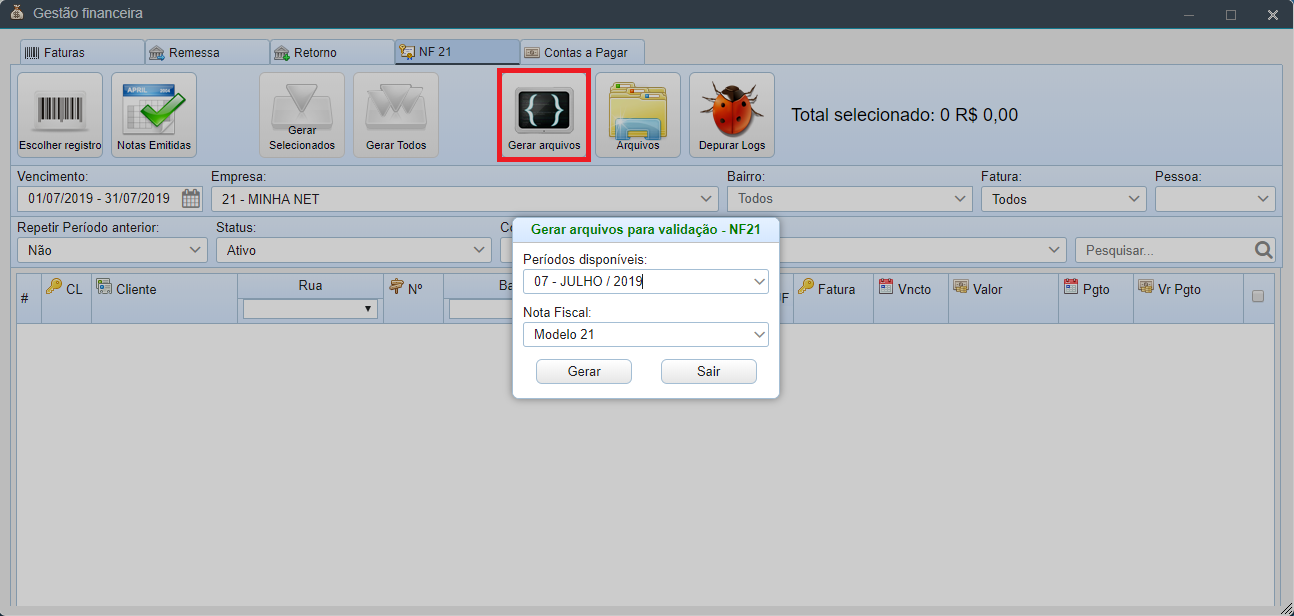 Gestão financeira
Faturas
Remessa
Retorno
NF 21
Contas a Pagar
Escolher registro
APRIL
Notas Emitidas
Gerar
Selecionados
Gerar Todos
Gerar arquivos
Arquivos
Depurar Logs
Total selecionado: 0 R$ 0,00
Vencimento:
Empresa:
Bairro:
Fatura:
Pessoa:
01/07/2019 - 31/07/2019
21 - MINHA NET
Todos
Todos
Repetir Período anterior:
Status:
Não
Ativo
Pesquisar...
Gerar arquivos para validação - NF21
Períodos disponíveis:
07 - JULHO / 2019
Nota Fiscal:
Modelo 21
Gerar
Sair
#
CL
Cliente
Rua
Nº
Ba
F
Fatura
Vncto
Valor
Pgto
Vr Pgto